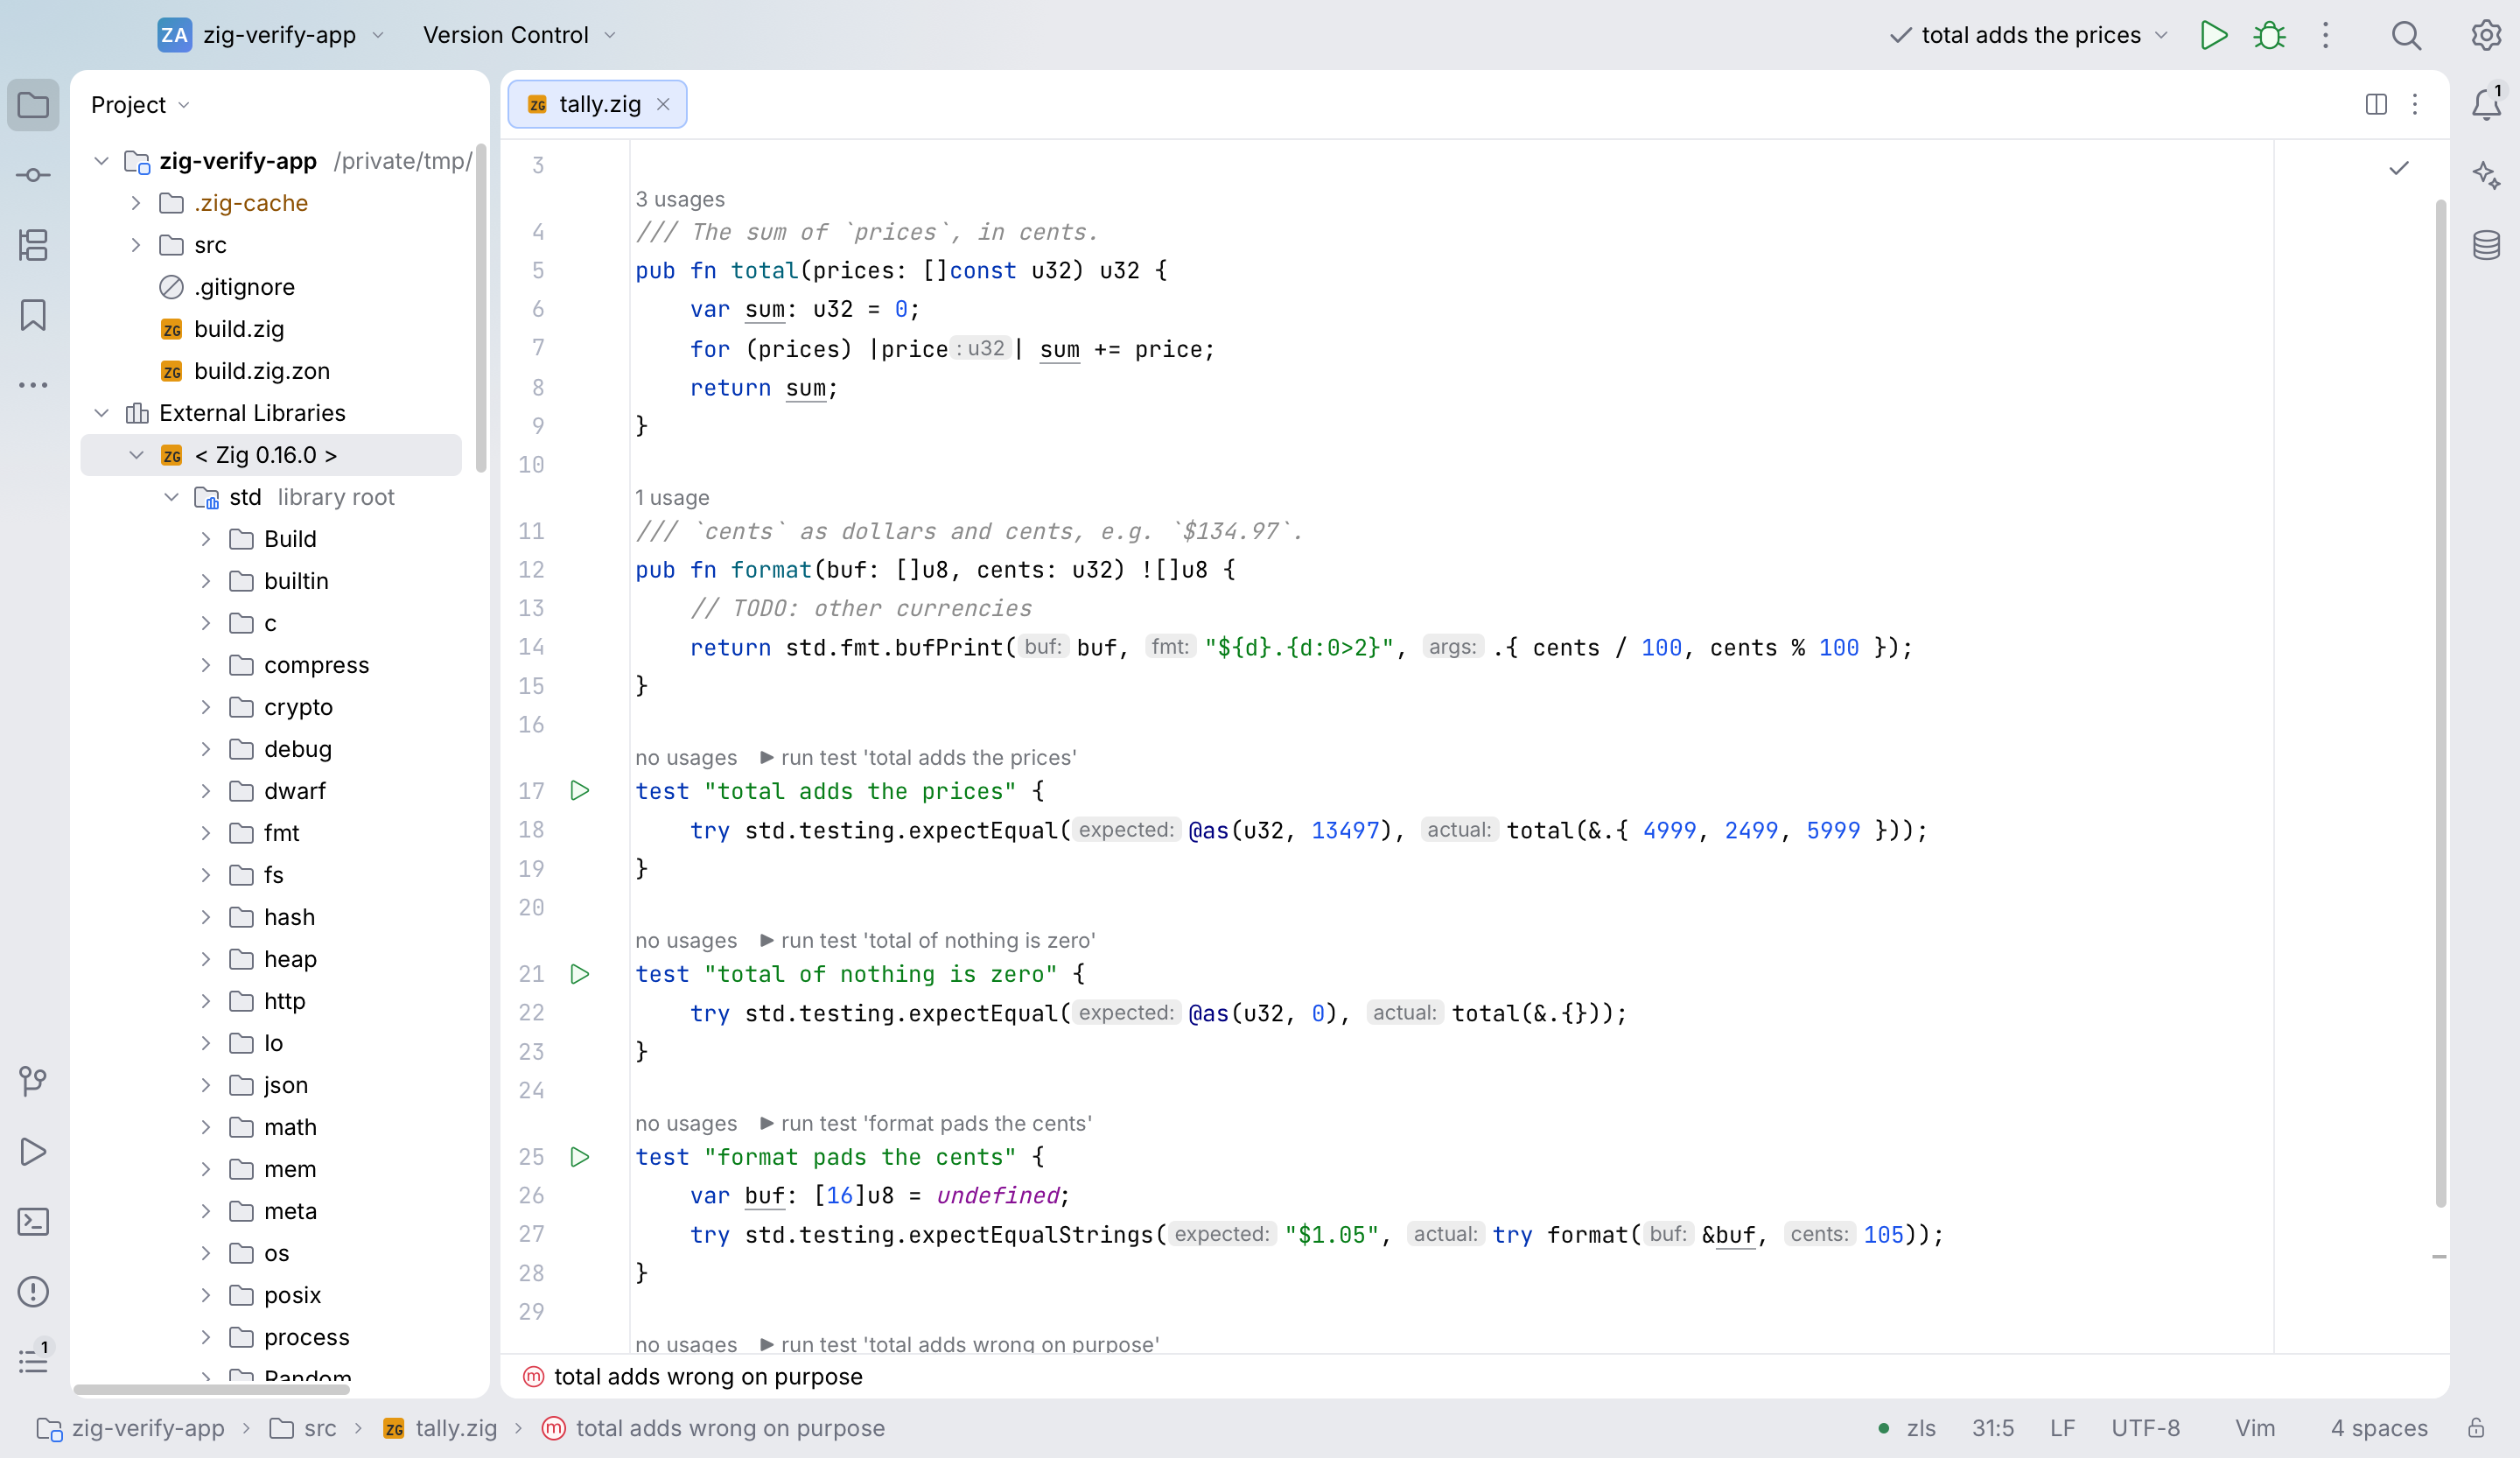 ZA zig-verify-app Version Control total adds the prices
Project
tally.zig
1
zig-verify-app /private/tmp/
.zig-cache
src
.gitignore
ZG build.zig
ZG build.zig.zon
External Libraries
ZG < Zig 0.16.0 >
std library root
Build
builtin
c
compress
crypto
debug
dwarf
fmt
fs
hash
heap
http
Io
json
math
mem
meta
os
posix
process
Random
1
3
3 usages
4 /// The sum of `prices`, in cents.
5 pub fn total(prices: []const u32) u32 {
6 var sum: u32 = 0;
7 for (prices) |price : u32 | sum += price;
8 return sum;
9 }
10
1 usage
11 /// `cents` as dollars and cents, e.g. `$134.97`.
12 pub fn format(buf: []u8, cents: u32) ![]u8 {
13 // TODO: other currencies
14 return std.fmt.bufPrint( buf: buf, fmt: "${d}.{d:0>2}", args: .{ cents / 100, cents % 100 });
15 }
16
no usages run test 'total adds the prices'
17 test "total adds the prices" {
18 try std.testing.expectEqual( expected: @as(u32, 13497), actual: total(&.{ 4999, 2499, 5999 }));
19 }
20
no usages run test 'total of nothing is zero'
21 test "total of nothing is zero" {
22 try std.testing.expectEqual( expected: @as(u32, 0), actual: total(&.{}));
23 }
24
no usages run test 'format pads the cents'
25 test "format pads the cents" {
26 var buf: [16]u8 = undefined;
27 try std.testing.expectEqualStrings( expected: "$1.05", actual: try format( buf: &buf, cents: 105));
28 }
29
no usages run test 'total adds wrong on purpose'
m total adds wrong on purpose
zig-verify-app src ZG tally.zig m total adds wrong on purpose zls 31:5 LF UTF-8 Vim 4 spaces